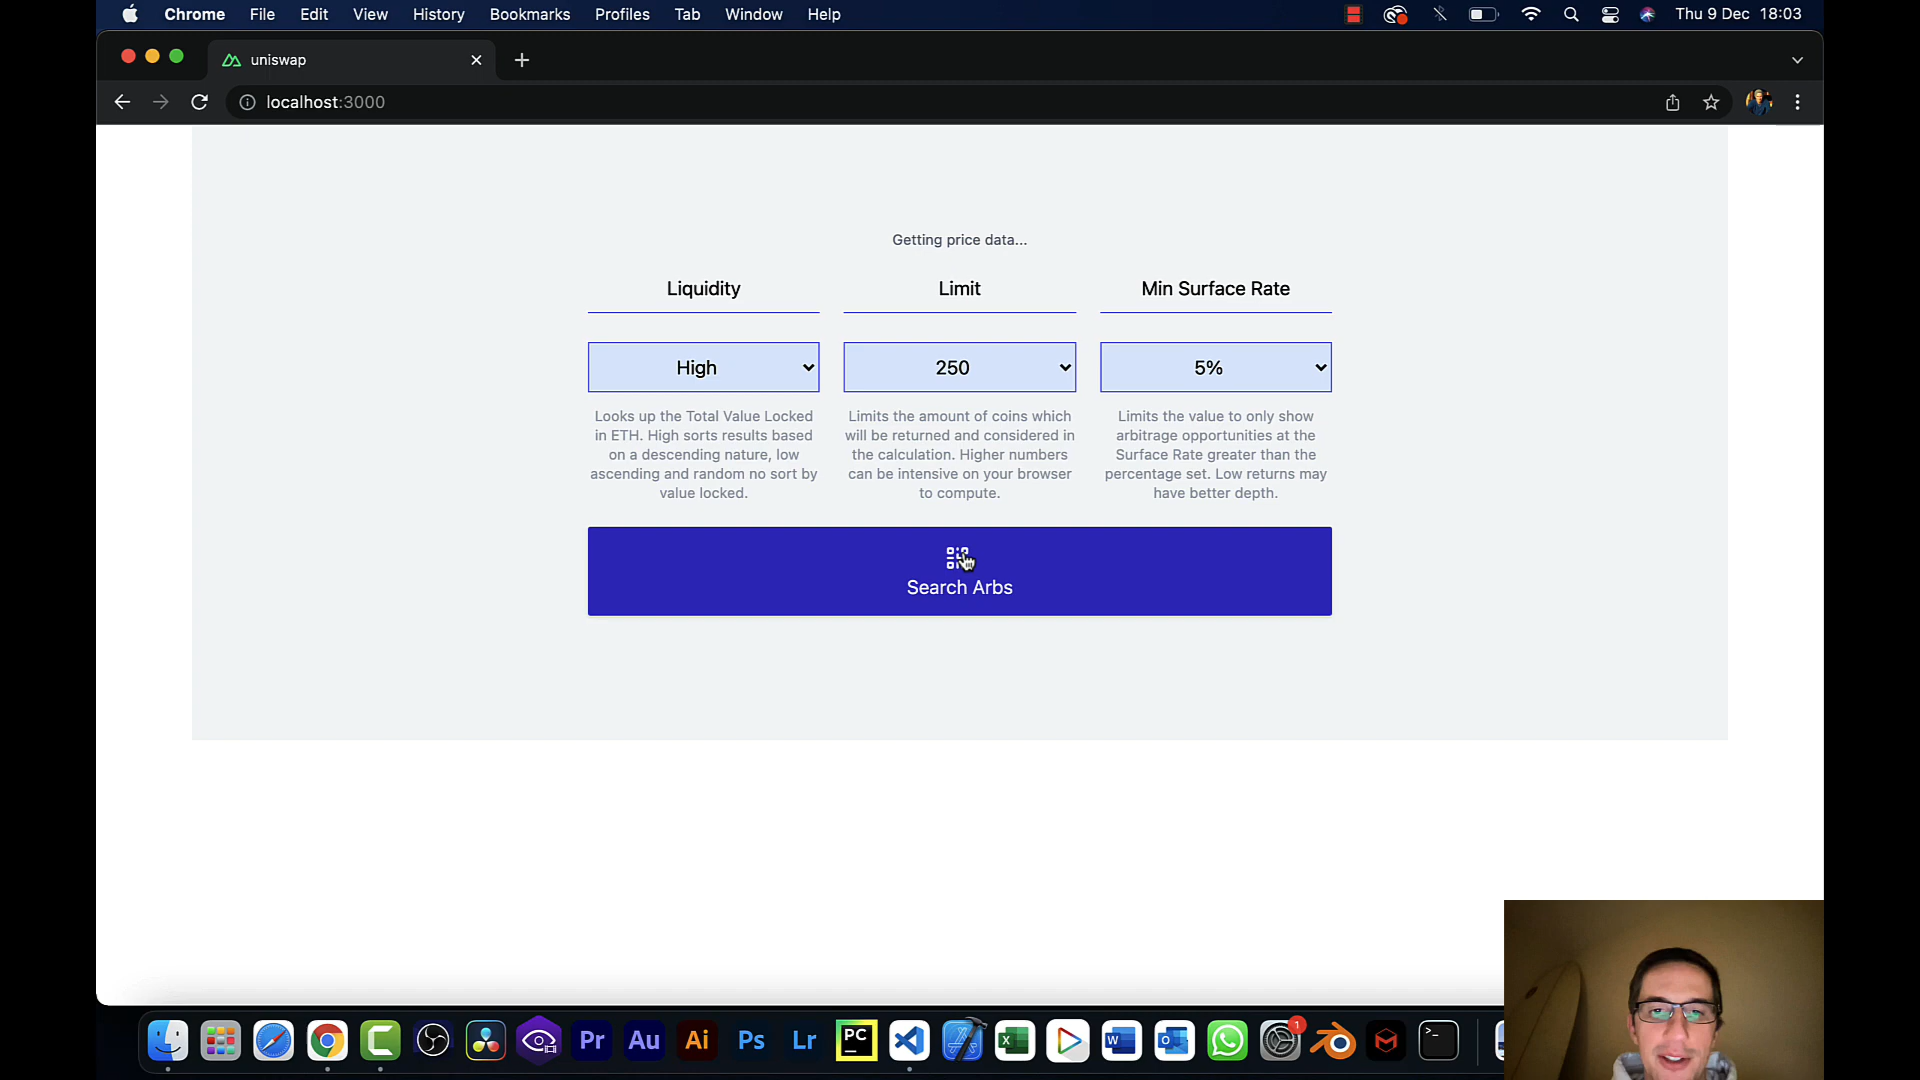 Chrome File Edit View History Bookmarks Profiles Tab Window Help Thu 9 Dec 18:03
uniswap
localhost:3000
Getting price data...
Liquidity Limit Min Surface Rate
High 250 5%
Looks up the Total Value Locked
in ETH. High sorts results based
on a descending nature, low
ascending and random no sort by
value locked.
Limits the amount of coins which
will be returned and considered in
the calculation. Higher numbers
can be intensive on your browser
to compute.
Limits the value to only show
arbitrage opportunities at the
Surface Rate greater than the
percentage set. Low returns may
have better depth.
Search Arbs
Pr Au Ai Ps Lr PC X W O 1 >_